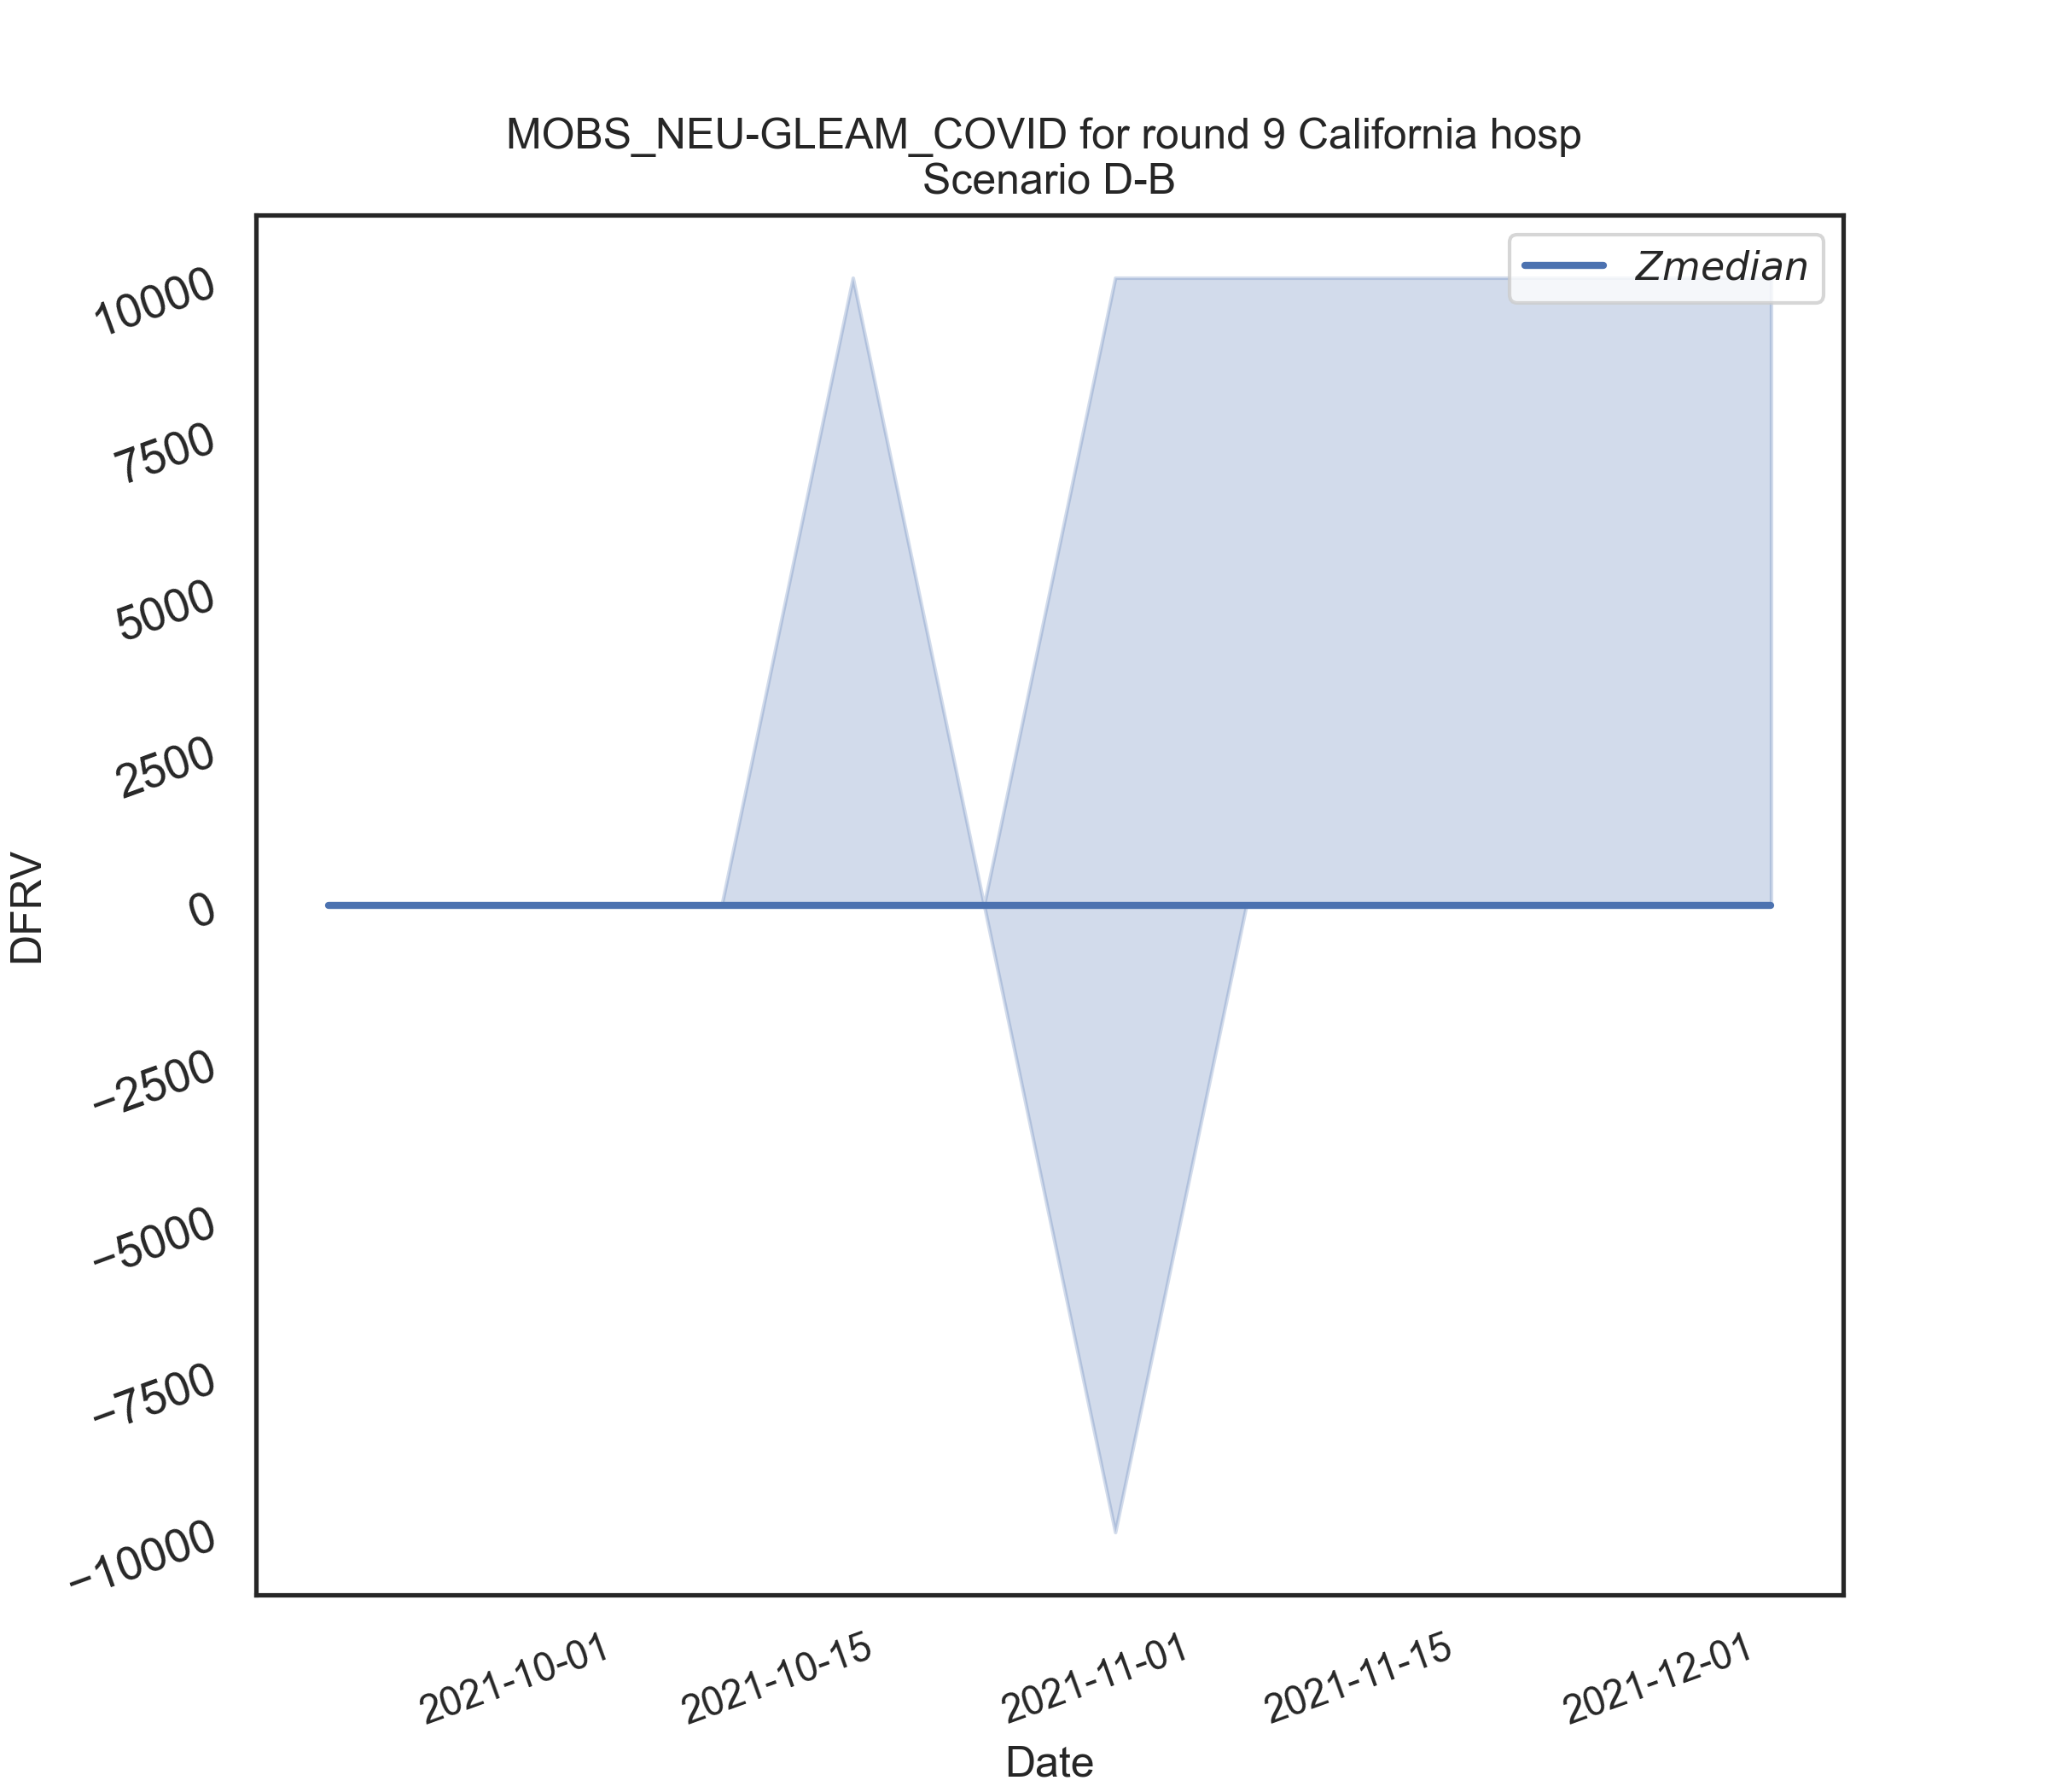 MOBS_NEU-GLEAM_COVID for round 9 California hosp
Scenario D-B
Zmedian
10000
7500
5000
2500
0
−2500
−5000
−7500
−10000
DFRV
2021-10-01
2021-10-15
2021-11-01
2021-11-15
2021-12-01
Date